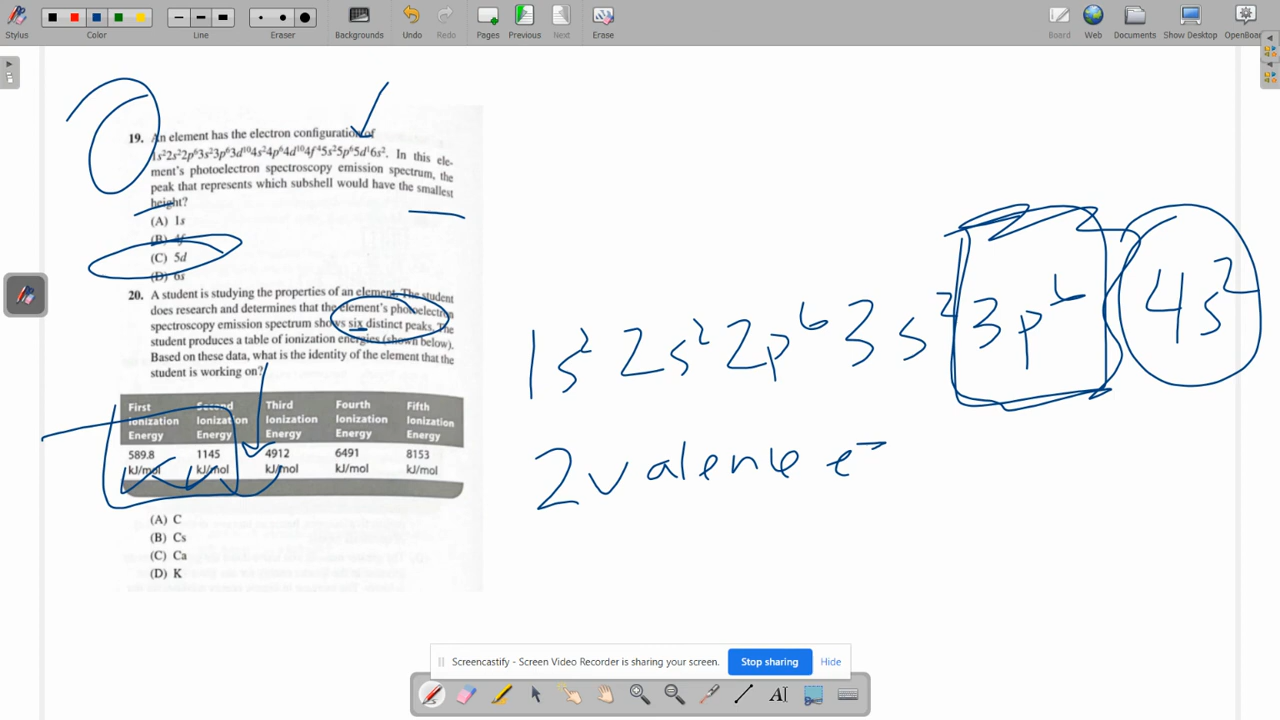 Stylus
Color
Line
Eraser
Backgrounds
Undo
Redo
Pages
Previous
Next
Erase
Board
Web
Documents
Show Desktop
OpenBoard
19. An element has the electron configuration of
1s²2s²2p⁶3s²3p⁶3d¹⁰4s²4p⁶4d¹⁰4f⁴5s²5p⁶5d¹6s². In this ele-
ment's photoelectron spectroscopy emission spectrum, the
peak that represents which subshell would have the smallest
height?
(A) 1s
(B) 4f
(C) 5d
(D) 6s
20. A student is studying the properties of an element. The student
does research and determines that the element's photoelectron
spectroscopy emission spectrum shows six distinct peaks. The
student produces a table of ionization energies (shown below).
Based on these data, what is the identity of the element that the
student is working on?
First Ionization Energy
Second Ionization Energy
Third Ionization Energy
Fourth Ionization Energy
Fifth Ionization Energy
589.8 kJ/mol
1145 kJ/mol
4912 kJ/mol
6491 kJ/mol
8153 kJ/mol
(A) C
(B) Cs
(C) Ca
(D) K
1s² 2s² 2p⁶ 3s² 3p⁶ 4s²
2 valence e⁻
Screencastify - Screen Video Recorder is sharing your screen.
Stop sharing
Hide